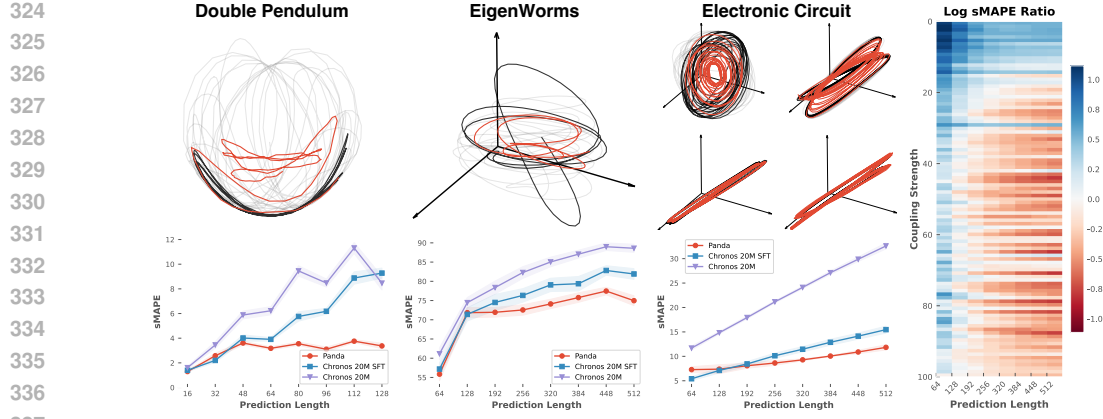 324
325
326
327
328
329
330
331
332
333
334
335
336
Double Pendulum
EigenWorms
Electronic Circuit
Log sMAPE Ratio
sMAPE
12
10
8
6
4
2
0
16 32 48 64 80 96 112 128
Prediction Length
Panda
Chronos 20M SFT
Chronos 20M
sMAPE
90
85
80
75
70
65
60
55
64 128 192 256 320 384 448 512
Prediction Length
Panda
Chronos 20M SFT
Chronos 20M
sMAPE
30
25
20
15
10
5
64 128 192 256 320 384 448 512
Prediction Length
Panda
Chronos 20M SFT
Chronos 20M
Coupling Strength
0
20
40
60
80
100
64 128 192 256 320 384 448 512
Prediction Length
1.0
0.8
0.5
0.2
0.0
-0.2
-0.5
-0.8
-1.0